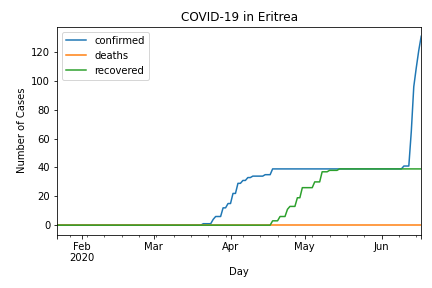 COVID-19 in Eritrea
confirmed
deaths
recovered
Number of Cases
120
100
80
60
40
20
0
Feb
2020
Mar
Apr
May
Jun
Day